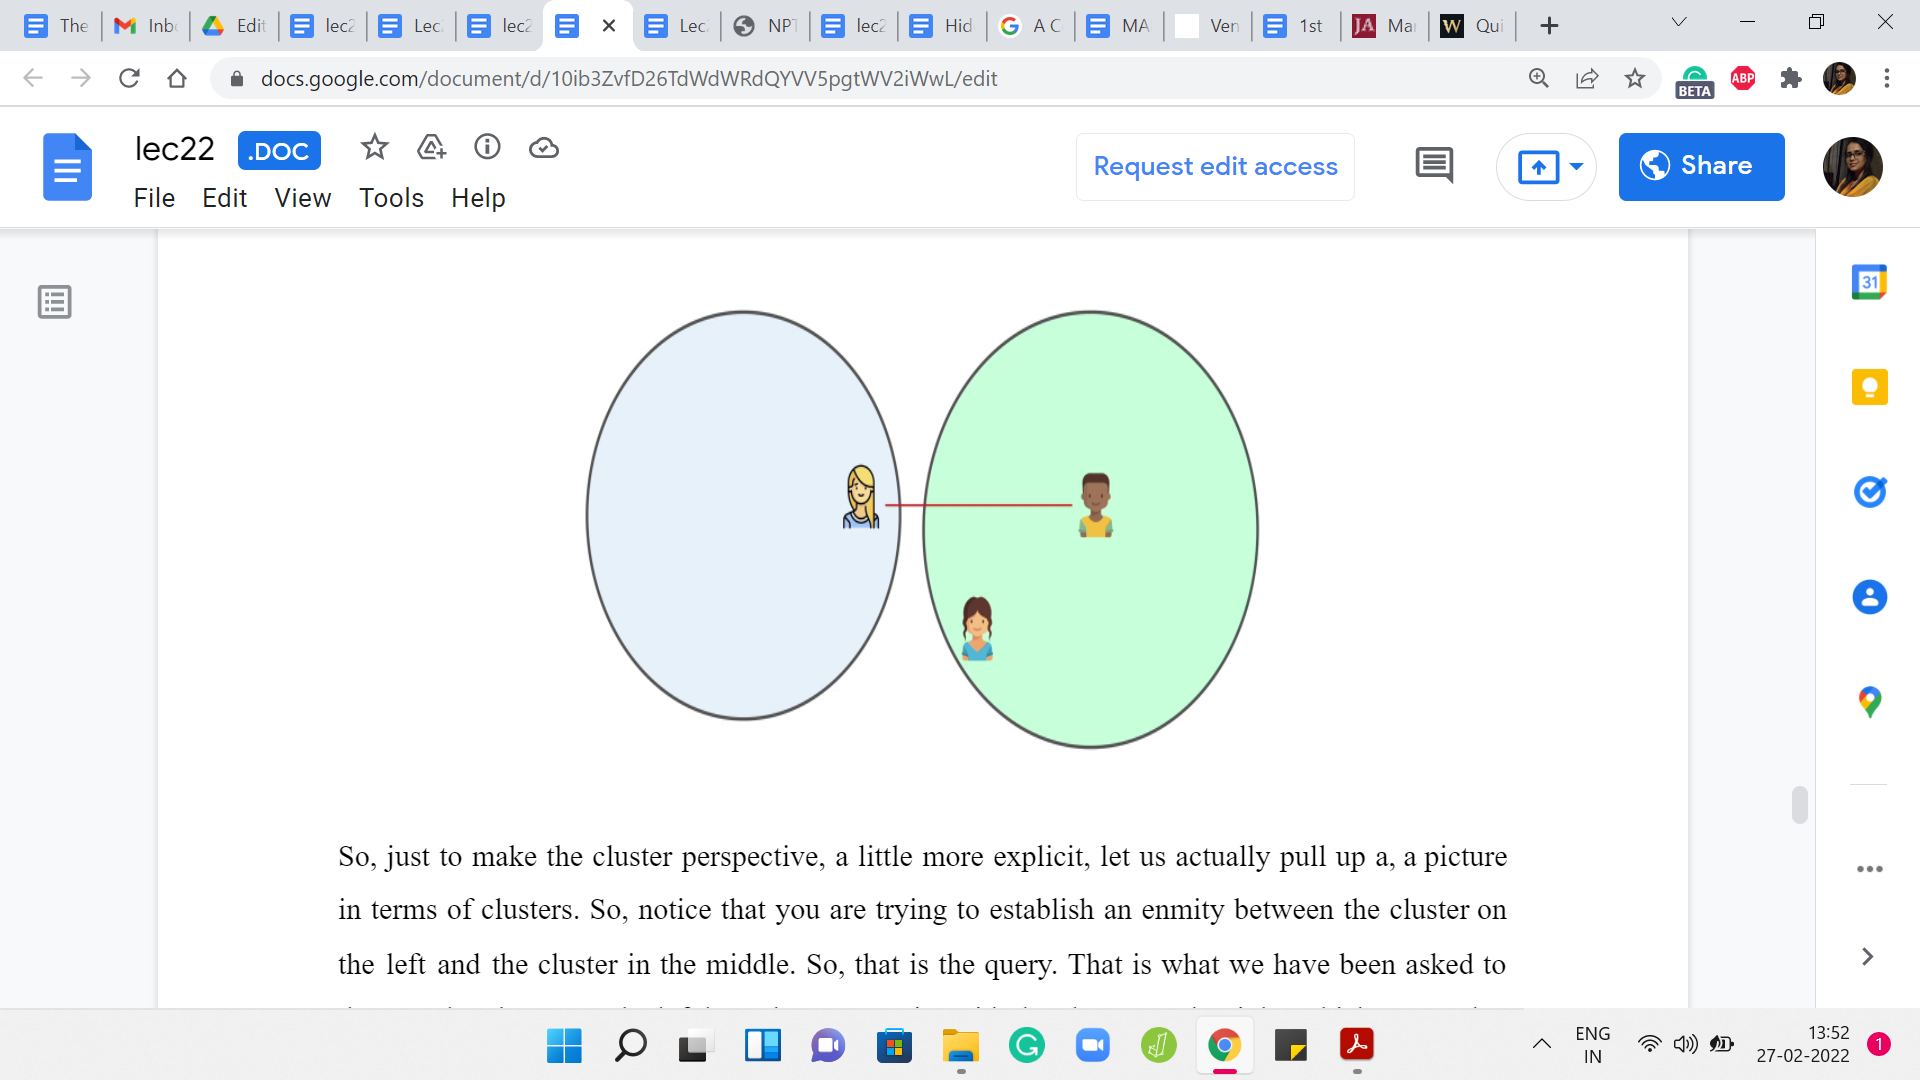 The
Inb
Edit
lec2
Lec
lec2
Lec
NPT
lec2
Hid
A C
MA
Ven
1st
Mar
Qui
docs.google.com/document/d/10ib3ZvfD26TdWdWRdQYVV5pgtWV2iWwL/edit
BETA
ABP
lec22 .DOC
Request edit access
Share
File Edit View Tools Help
31
So, just to make the cluster perspective, a little more explicit, let us actually pull up a, a picture
in terms of clusters. So, notice that you are trying to establish an enmity between the cluster on
the left and the cluster in the middle. So, that is the query. That is what we have been asked to
ENG
IN
13:52
27-02-2022
1